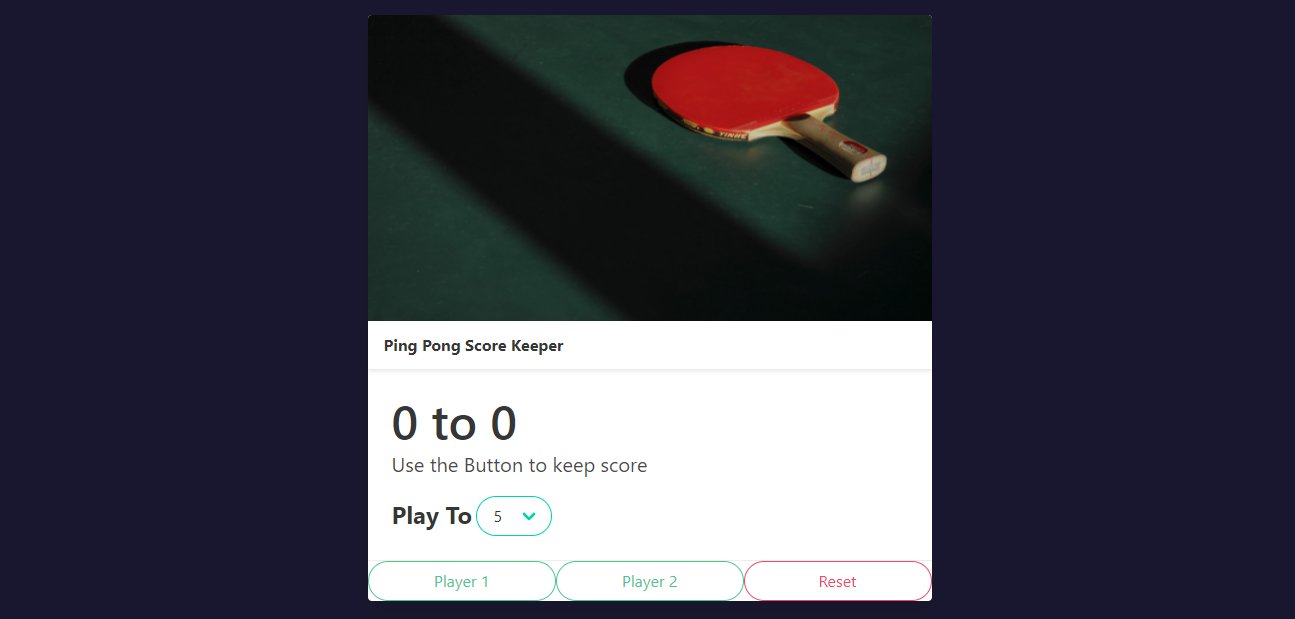 YINHE
Ping Pong Score Keeper
0 to 0
Use the Button to keep score
Play To 5
Player 1 Player 2 Reset